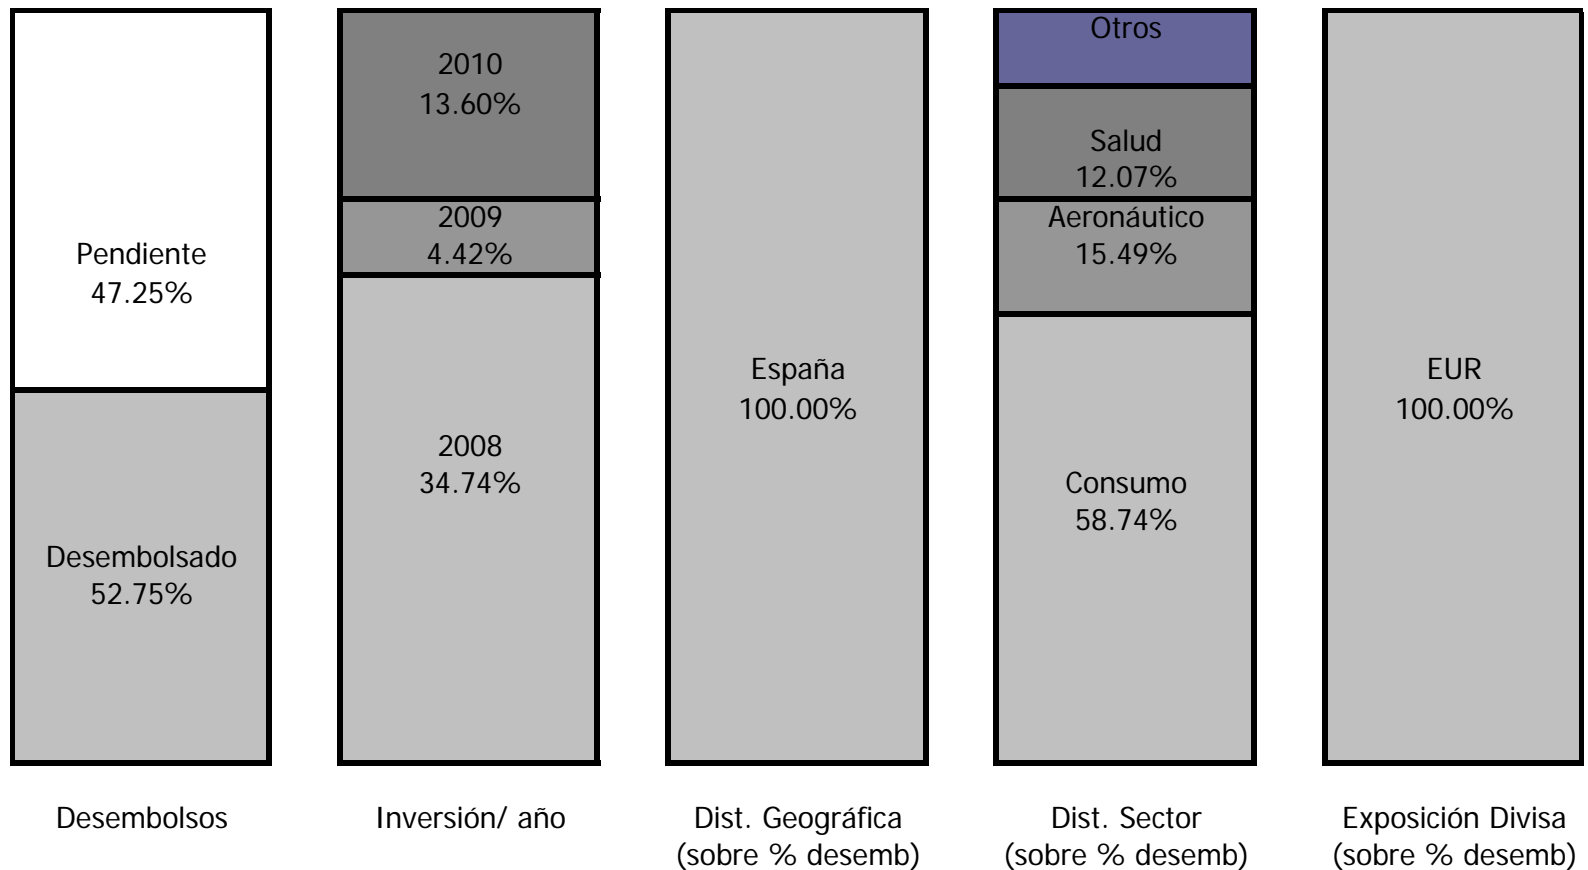 Pendiente
47.25%
Desembolsado
52.75%
Desembolsos
2010
13.60%
2009
4.42%
2008
34.74%
Inversión/ año
España
100.00%
Dist. Geográfica
(sobre % desemb)
Otros
Salud
12.07%
Aeronáutico
15.49%
Consumo
58.74%
Dist. Sector
(sobre % desemb)
EUR
100.00%
Exposición Divisa
(sobre % desemb)